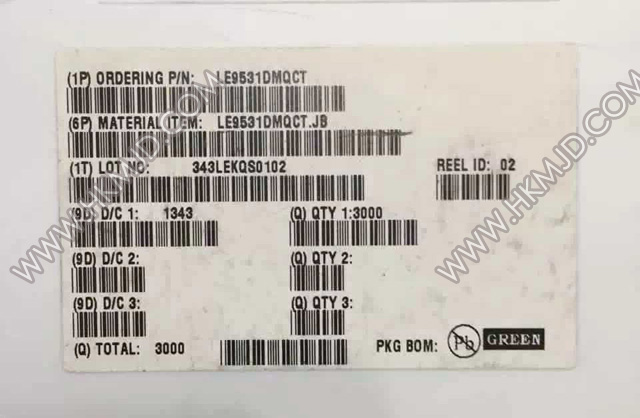 (1P) ORDERING P/N: LE9531DMQCT
(6P) MATERIAL ITEM: LE9531DMQCT.JB
(1T) LOT No: 343LEKQS0102 REEL ID: 02
(9D) D/C 1: 1343 (Q) QTY 1:3000
(9D) D/C 2: (Q) QTY 2:
(9D) D/C 3: (Q) QTY 3:
(Q) TOTAL: 3000 PKG BOM: Pb GREEN
WWW.HKMJD.COM
WWW.HKMJD.COM